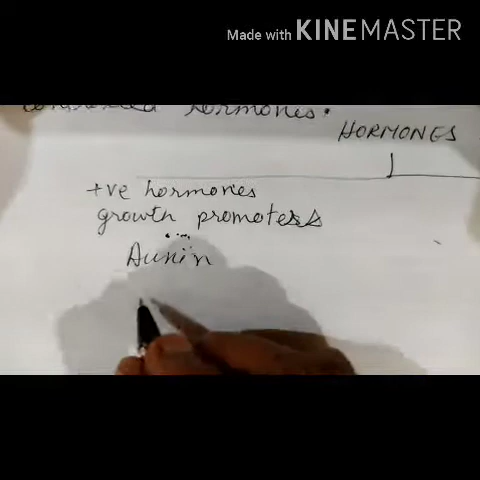 Made with KINEMASTER
hormones.
HORMONES
+ve hormones
growth promoters
Auxin